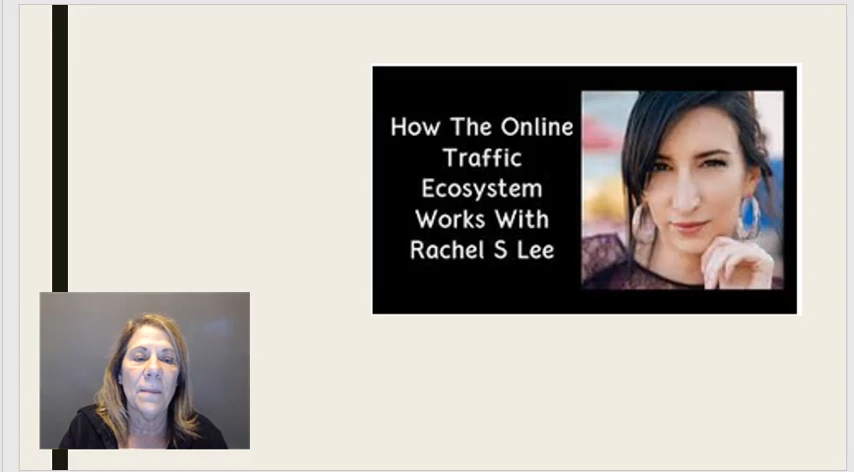 How The Online
Traffic
Ecosystem
Works With
Rachel S Lee